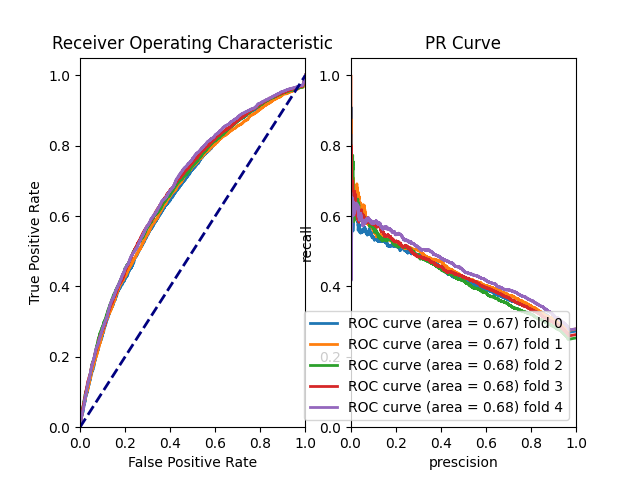 Receiver Operating Characteristic
PR Curve
True Positive Rate
1.0
0.8
0.6
0.4
0.2
0.0
0.0 0.2 0.4 0.6 0.8 1.0
False Positive Rate
recall
1.0
0.8
0.6
0.4
0.2
0.0
ROC curve (area = 0.67) fold 0
ROC curve (area = 0.67) fold 1
ROC curve (area = 0.68) fold 2
ROC curve (area = 0.68) fold 3
ROC curve (area = 0.68) fold 4
0.0 0.2 0.4 0.6 0.8 1.0
prescision